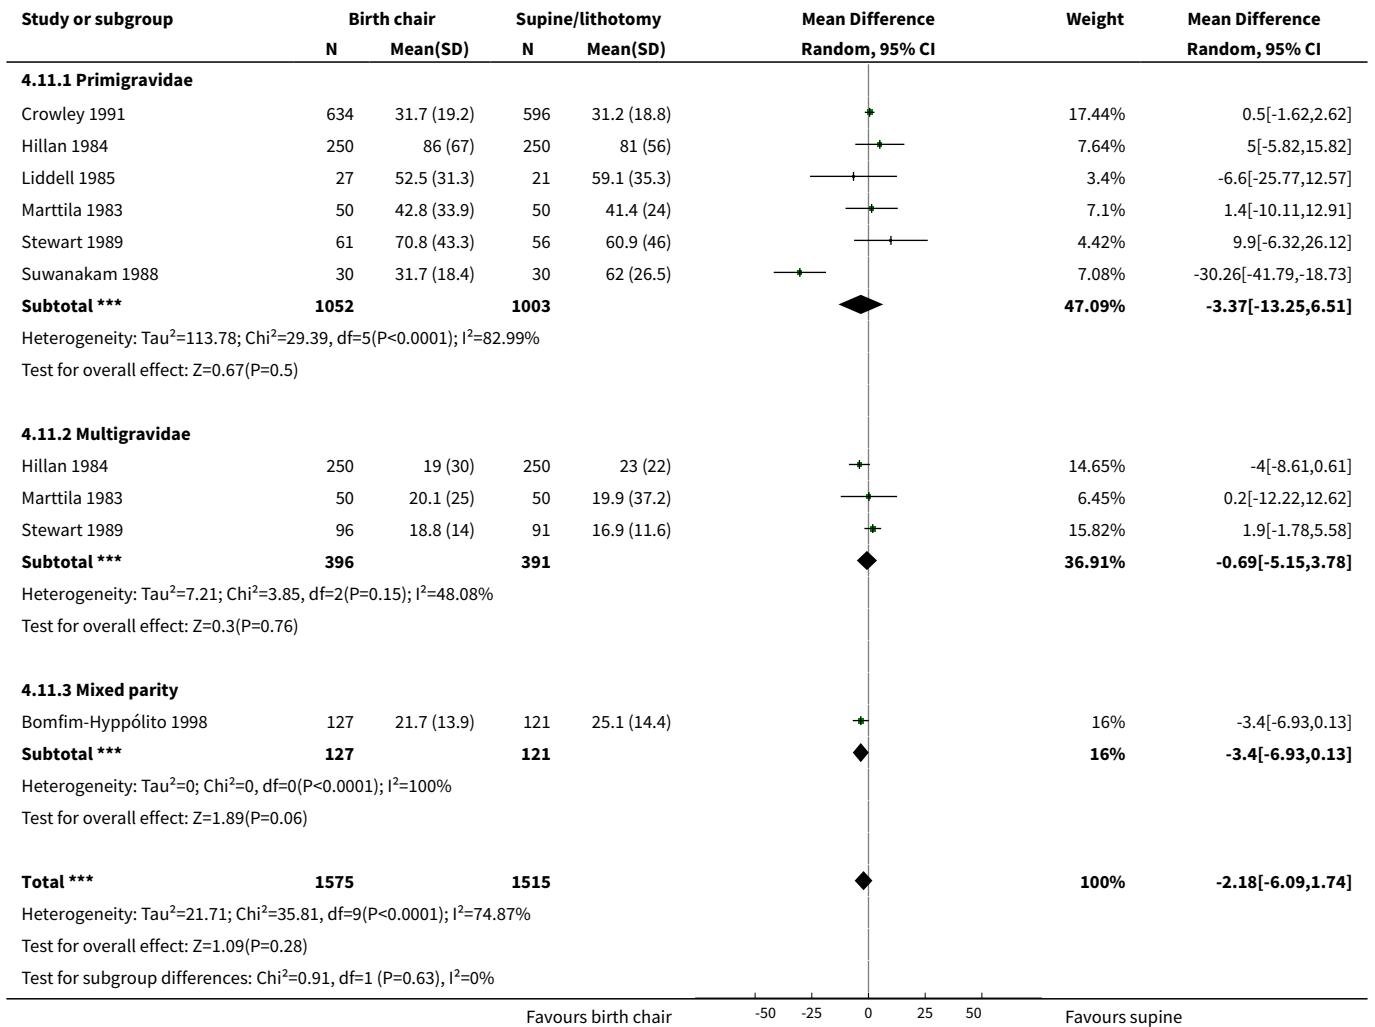 Study or subgroup Birth chair Supine/lithotomy Mean Difference Weight Mean Difference
N Mean(SD) N Mean(SD) Random, 95% CI Random, 95% CI
4.11.1 Primigravidae
Crowley 1991 634 31.7 (19.2) 596 31.2 (18.8) 17.44% 0.5[-1.62,2.62]
Hillan 1984 250 86 (67) 250 81 (56) 7.64% 5[-5.82,15.82]
Liddell 1985 27 52.5 (31.3) 21 59.1 (35.3) 3.4% -6.6[-25.77,12.57]
Marttila 1983 50 42.8 (33.9) 50 41.4 (24) 7.1% 1.4[-10.11,12.91]
Stewart 1989 61 70.8 (43.3) 56 60.9 (46) 4.42% 9.9[-6.32,26.12]
Suwanakam 1988 30 31.7 (18.4) 30 62 (26.5) 7.08% -30.26[-41.79,-18.73]
Subtotal *** 1052 1003 47.09% -3.37[-13.25,6.51]
Heterogeneity: Tau²=113.78; Chi²=29.39, df=5(P<0.0001); I²=82.99%
Test for overall effect: Z=0.67(P=0.5)
4.11.2 Multigravidae
Hillan 1984 250 19 (30) 250 23 (22) 14.65% -4[-8.61,0.61]
Marttila 1983 50 20.1 (25) 50 19.9 (37.2) 6.45% 0.2[-12.22,12.62]
Stewart 1989 96 18.8 (14) 91 16.9 (11.6) 15.82% 1.9[-1.78,5.58]
Subtotal *** 396 391 36.91% -0.69[-5.15,3.78]
Heterogeneity: Tau²=7.21; Chi²=3.85, df=2(P=0.15); I²=48.08%
Test for overall effect: Z=0.3(P=0.76)
4.11.3 Mixed parity
Bomfim-Hyppólito 1998 127 21.7 (13.9) 121 25.1 (14.4) 16% -3.4[-6.93,0.13]
Subtotal *** 127 121 16% -3.4[-6.93,0.13]
Heterogeneity: Tau²=0; Chi²=0, df=0(P<0.0001); I²=100%
Test for overall effect: Z=1.89(P=0.06)
Total *** 1575 1515 100% -2.18[-6.09,1.74]
Heterogeneity: Tau²=21.71; Chi²=35.81, df=9(P<0.0001); I²=74.87%
Test for overall effect: Z=1.09(P=0.28)
Test for subgroup differences: Chi²=0.91, df=1 (P=0.63), I²=0%
Favours birth chair -50 -25 0 25 50 Favours supine